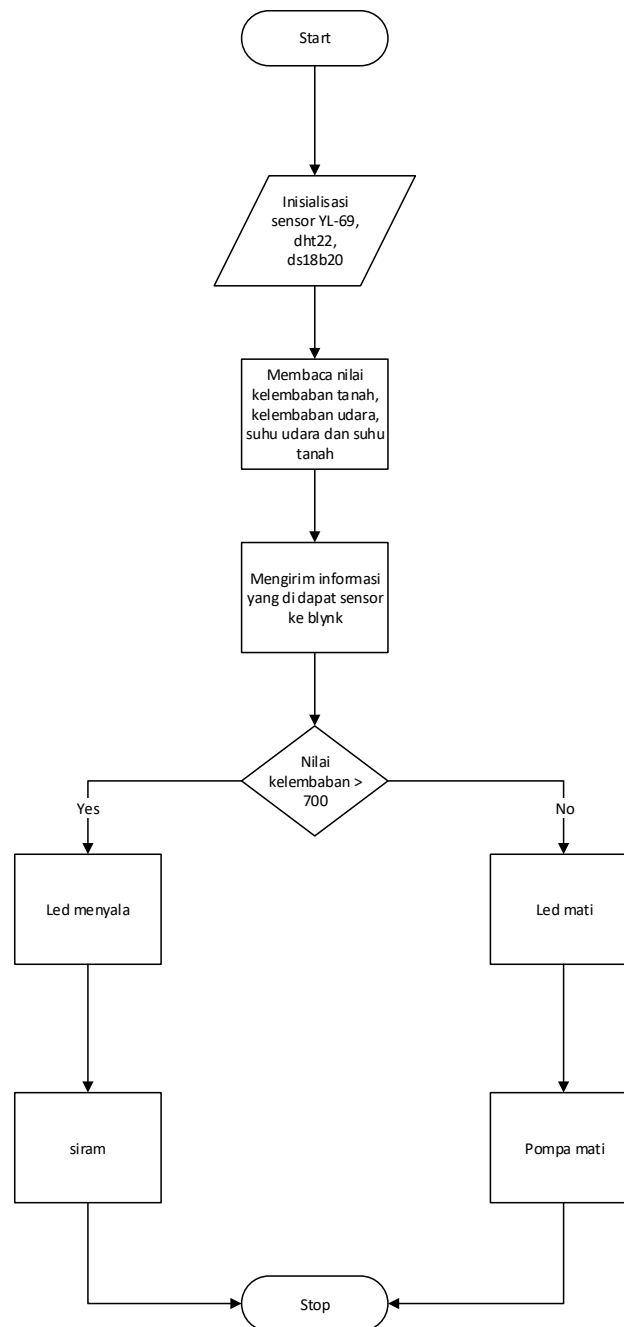 Start
Inisialisasi
sensor YL-69,
dht22,
ds18b20
Membaca nilai
kelembaban tanah,
kelembaban udara,
suhu udara dan suhu
tanah
Mengirim informasi
yang di dapat sensor
ke blynk
Nilai
kelembaban >
700
Yes
No
Led menyala
Led mati
siram
Pompa mati
Stop